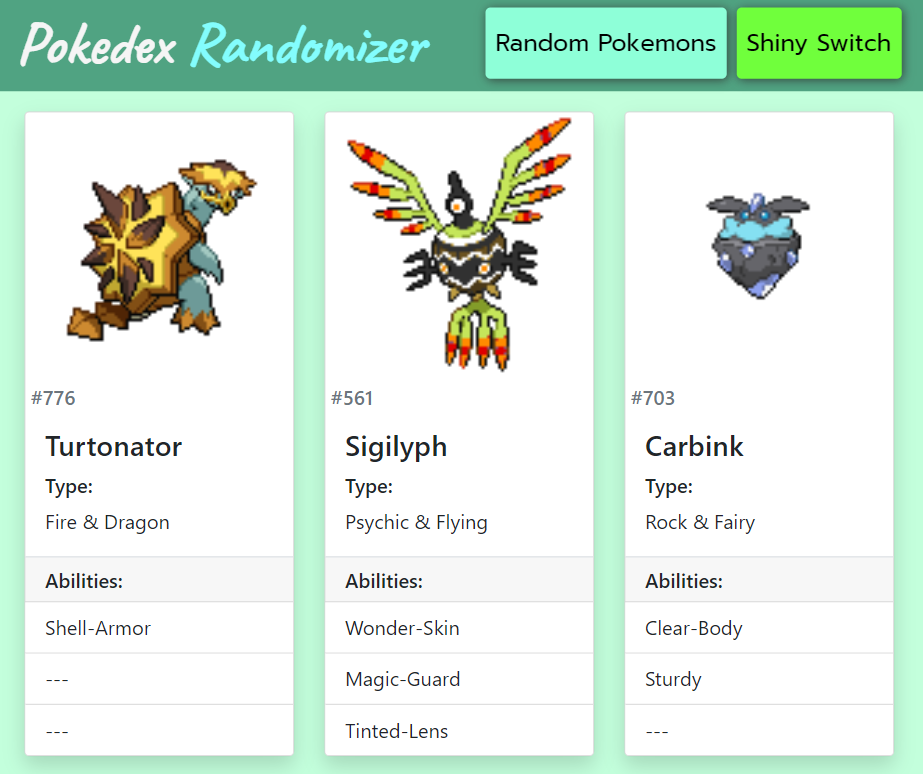 Pokedex Randomizer
Random Pokemons
Shiny Switch
#776
Turtonator
Type:
Fire & Dragon
Abilities:
Shell-Armor
---
---
#561
Sigilyph
Type:
Psychic & Flying
Abilities:
Wonder-Skin
Magic-Guard
Tinted-Lens
#703
Carbink
Type:
Rock & Fairy
Abilities:
Clear-Body
Sturdy
---